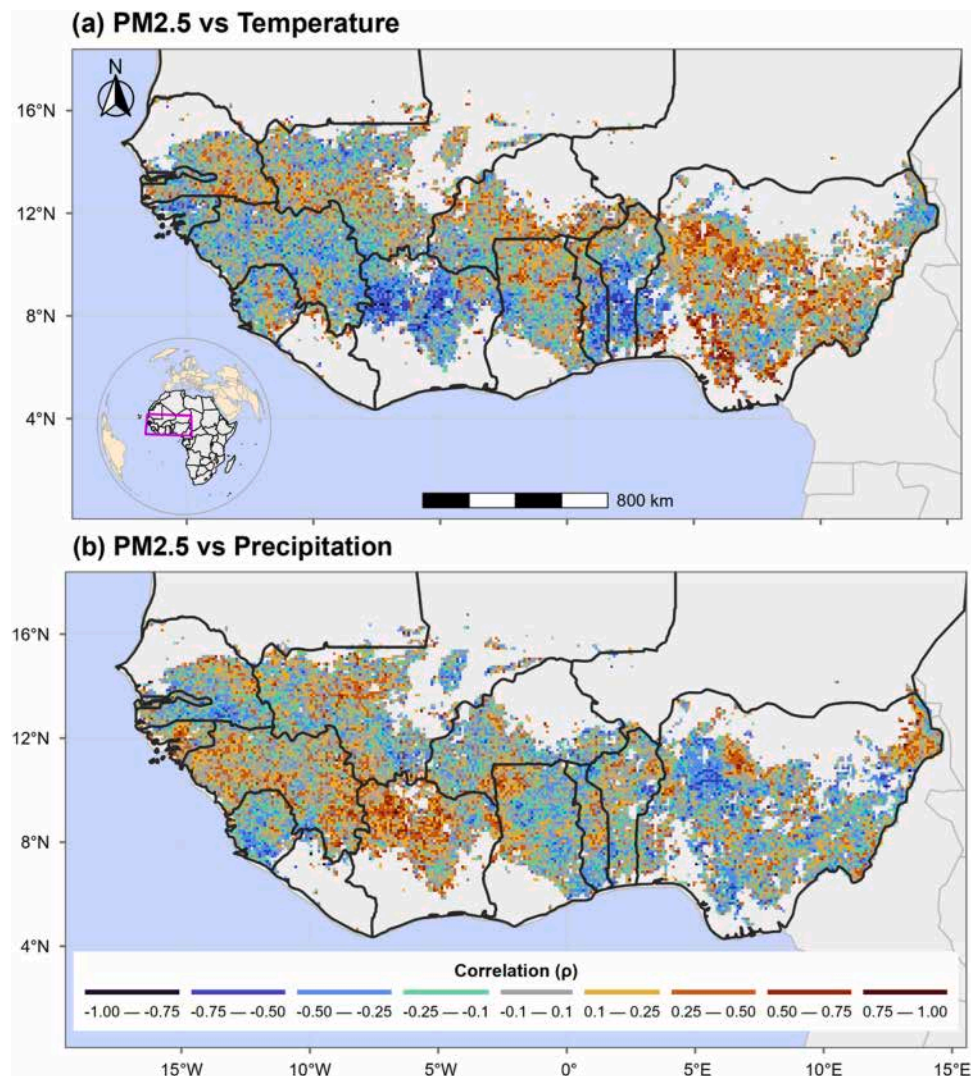 (a) PM2.5 vs Temperature
N
16°N
12°N
8°N
4°N
800 km
(b) PM2.5 vs Precipitation
16°N
12°N
8°N
4°N
Correlation (ρ)
-1.00 — -0.75 -0.75 — -0.50 -0.50 — -0.25 -0.25 — -0.1 -0.1 — 0.1 0.1 — 0.25 0.25 — 0.50 0.50 — 0.75 0.75 — 1.00
15°W 10°W 5°W 0° 5°E 10°E 15°E